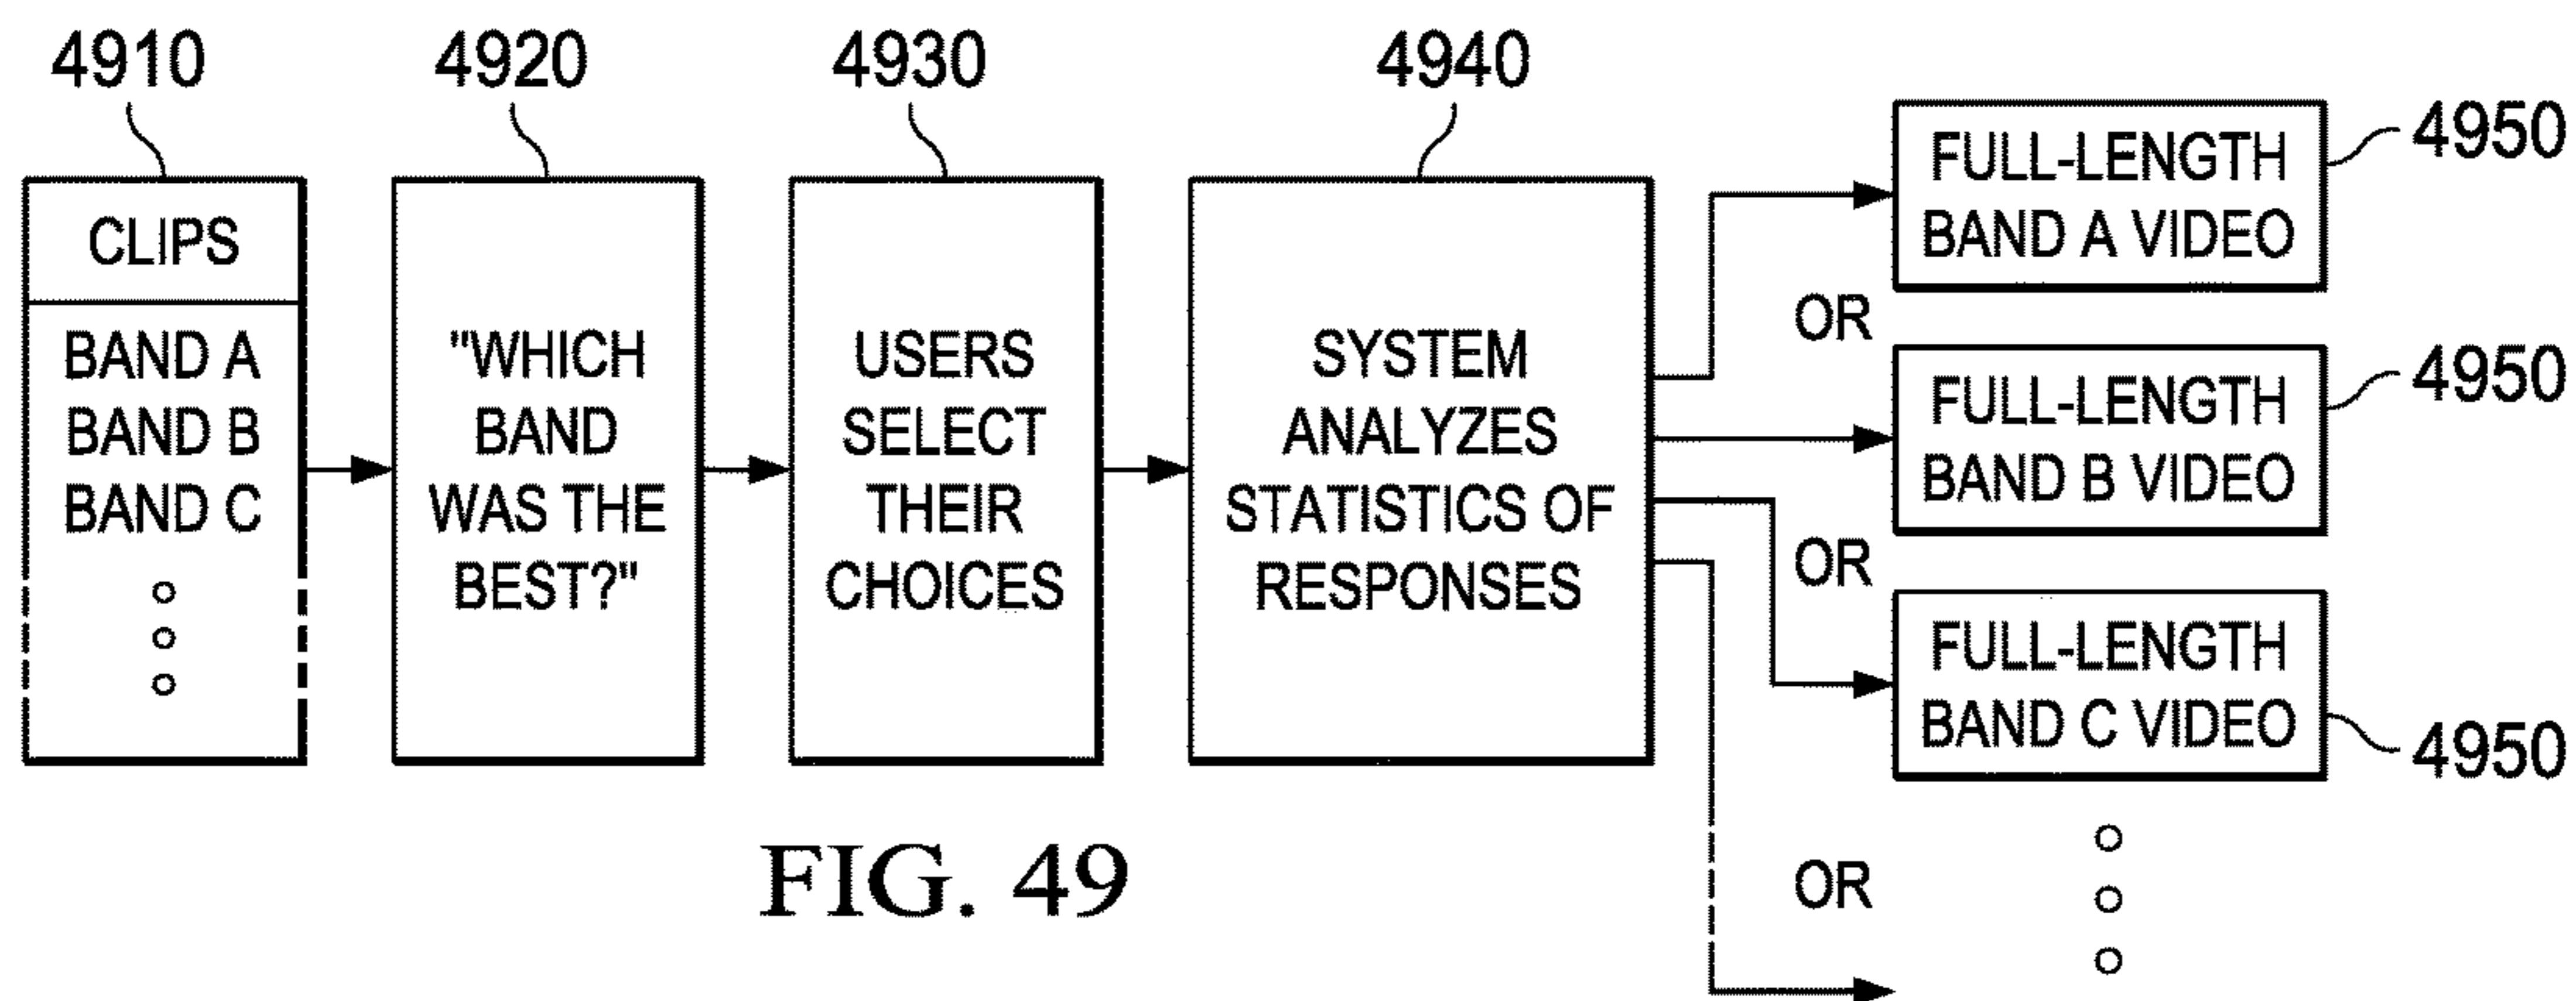 4910
4920
4930
4940
CLIPS
BAND A
BAND B
BAND C
"WHICH
BAND
WAS THE
BEST?"
USERS
SELECT
THEIR
CHOICES
SYSTEM
ANALYZES
STATISTICS OF
RESPONSES
FULL-LENGTH
BAND A VIDEO
4950
OR
FULL-LENGTH
BAND B VIDEO
4950
OR
FULL-LENGTH
BAND C VIDEO
4950
OR
FIG. 49